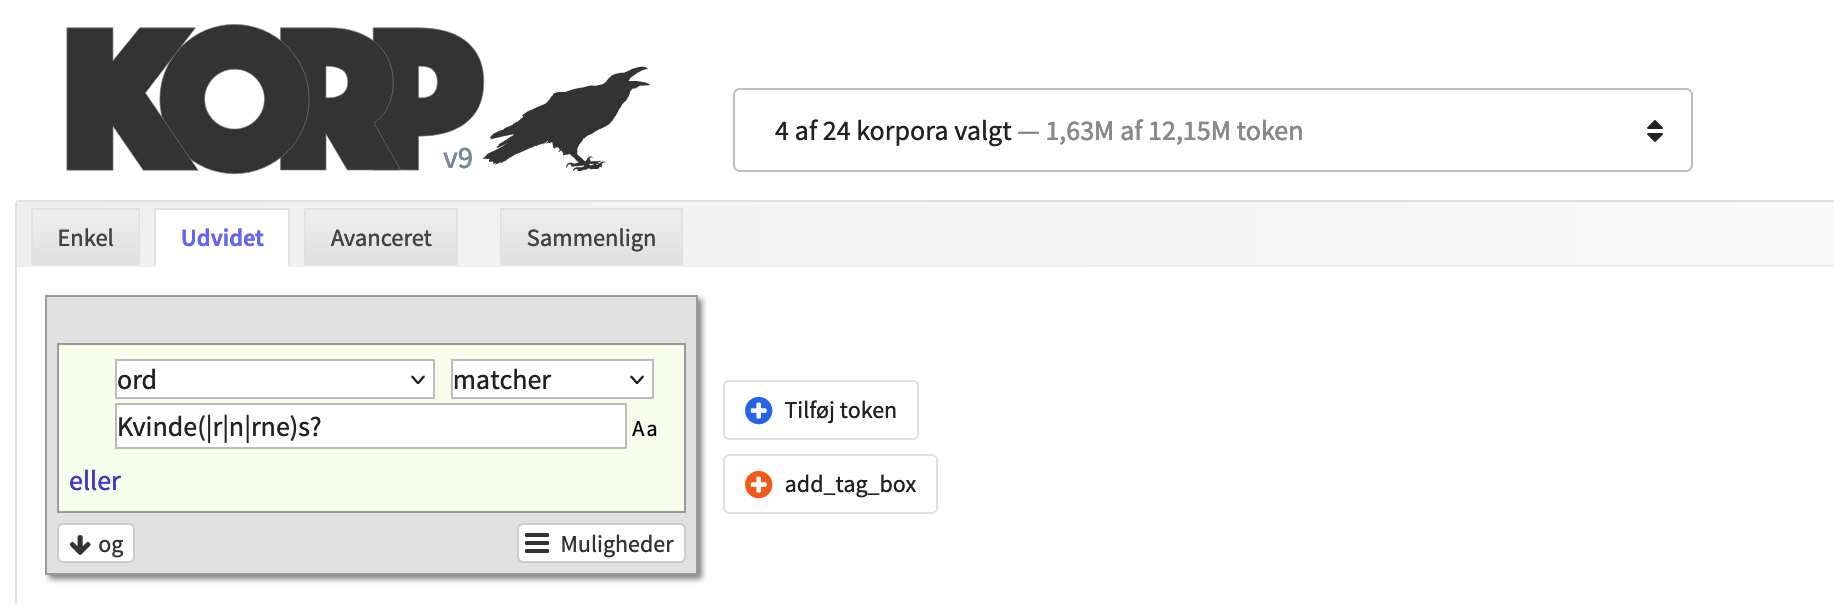 KORP
v9
4 af 24 korpora valgt — 1,63M af 12,15M token
Enkel
Udvidet
Avanceret
Sammenlign
ord
matcher
Kvinde(|r|n|rne)s?
Aa
eller
og
Muligheder
Tilføj token
add_tag_box